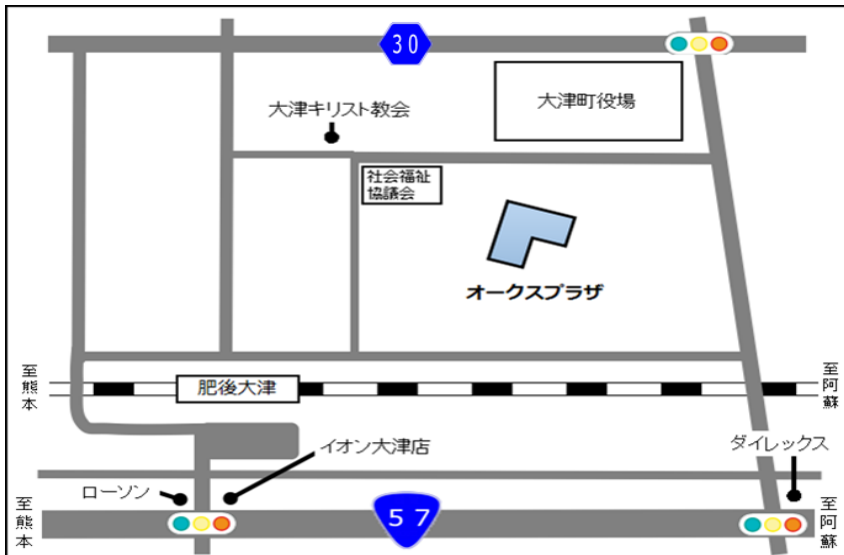 30
大津町役場
大津キリスト教会
社会福祉
協議会
オークスプラザ
至熊本
肥後大津
至阿蘇
イオン大津店
ダイレックス
ローソン
至熊本
57
至阿蘇